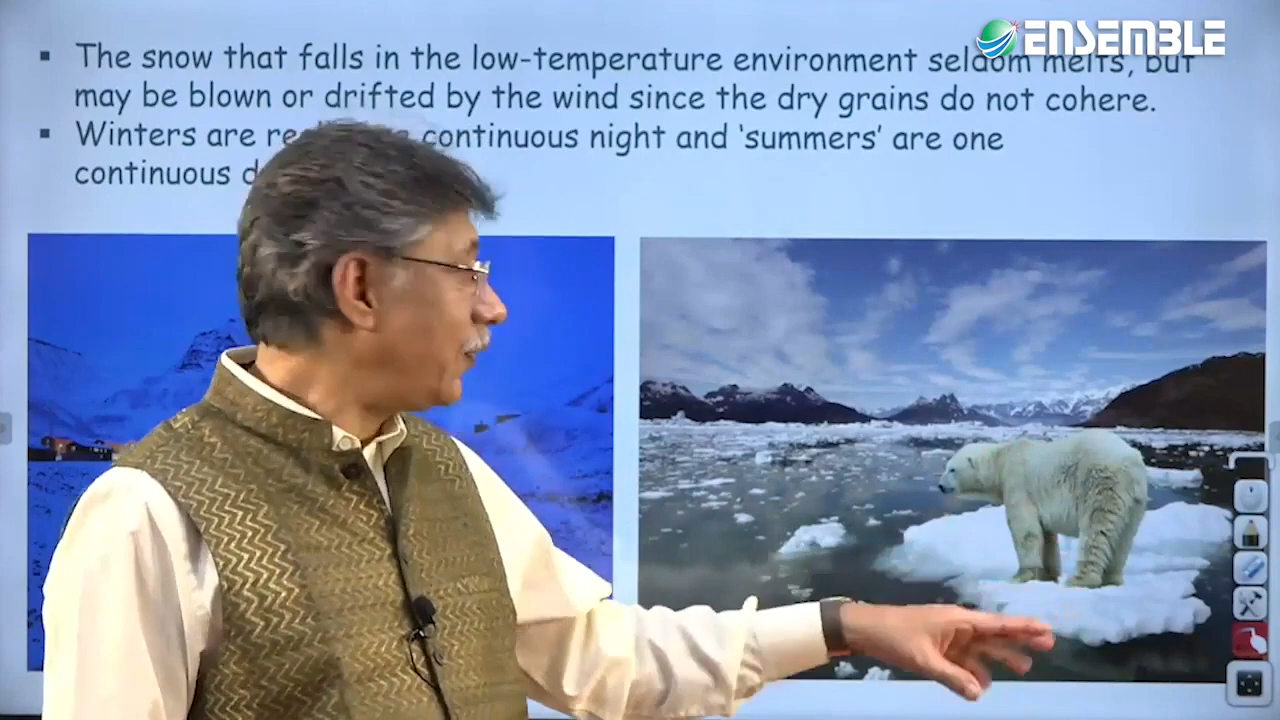 ENSEMBLE
The snow that falls in the low-temperature environment seldom melts, but
may be blown or drifted by the wind since the dry grains do not cohere.
Winters are continuous night and ‘summers’ are one
continuous